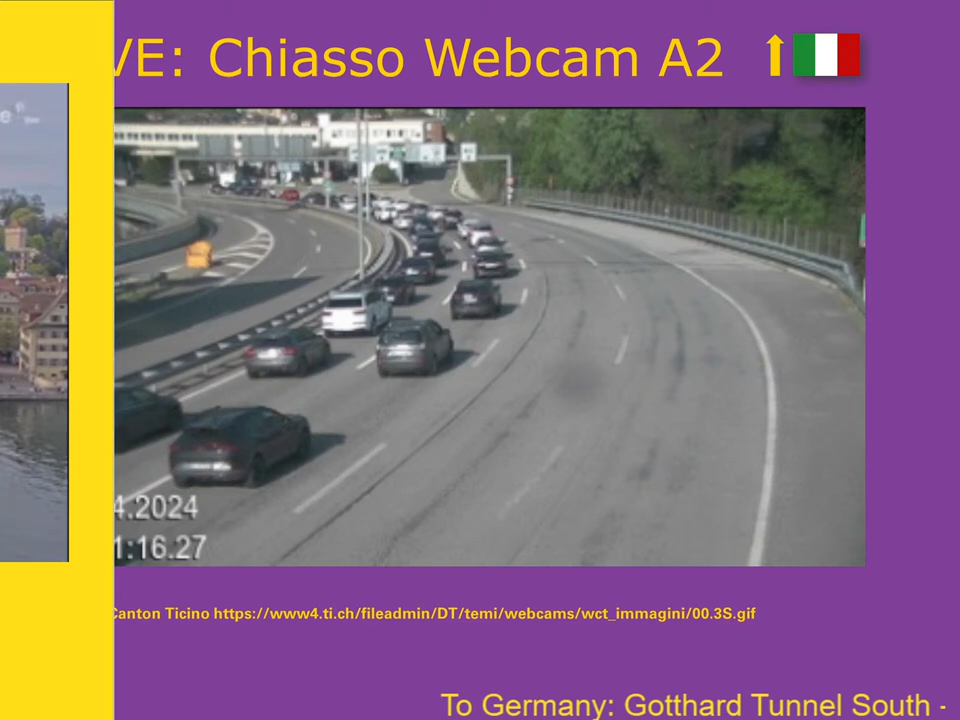 VE: Chiasso Webcam A2
e
4.2024
1:16.27
Canton Ticino https://www4.ti.ch/fileadmin/DT/temi/webcams/wct_immagini/00.3S.gif
To Germany: Gotthard Tunnel South -